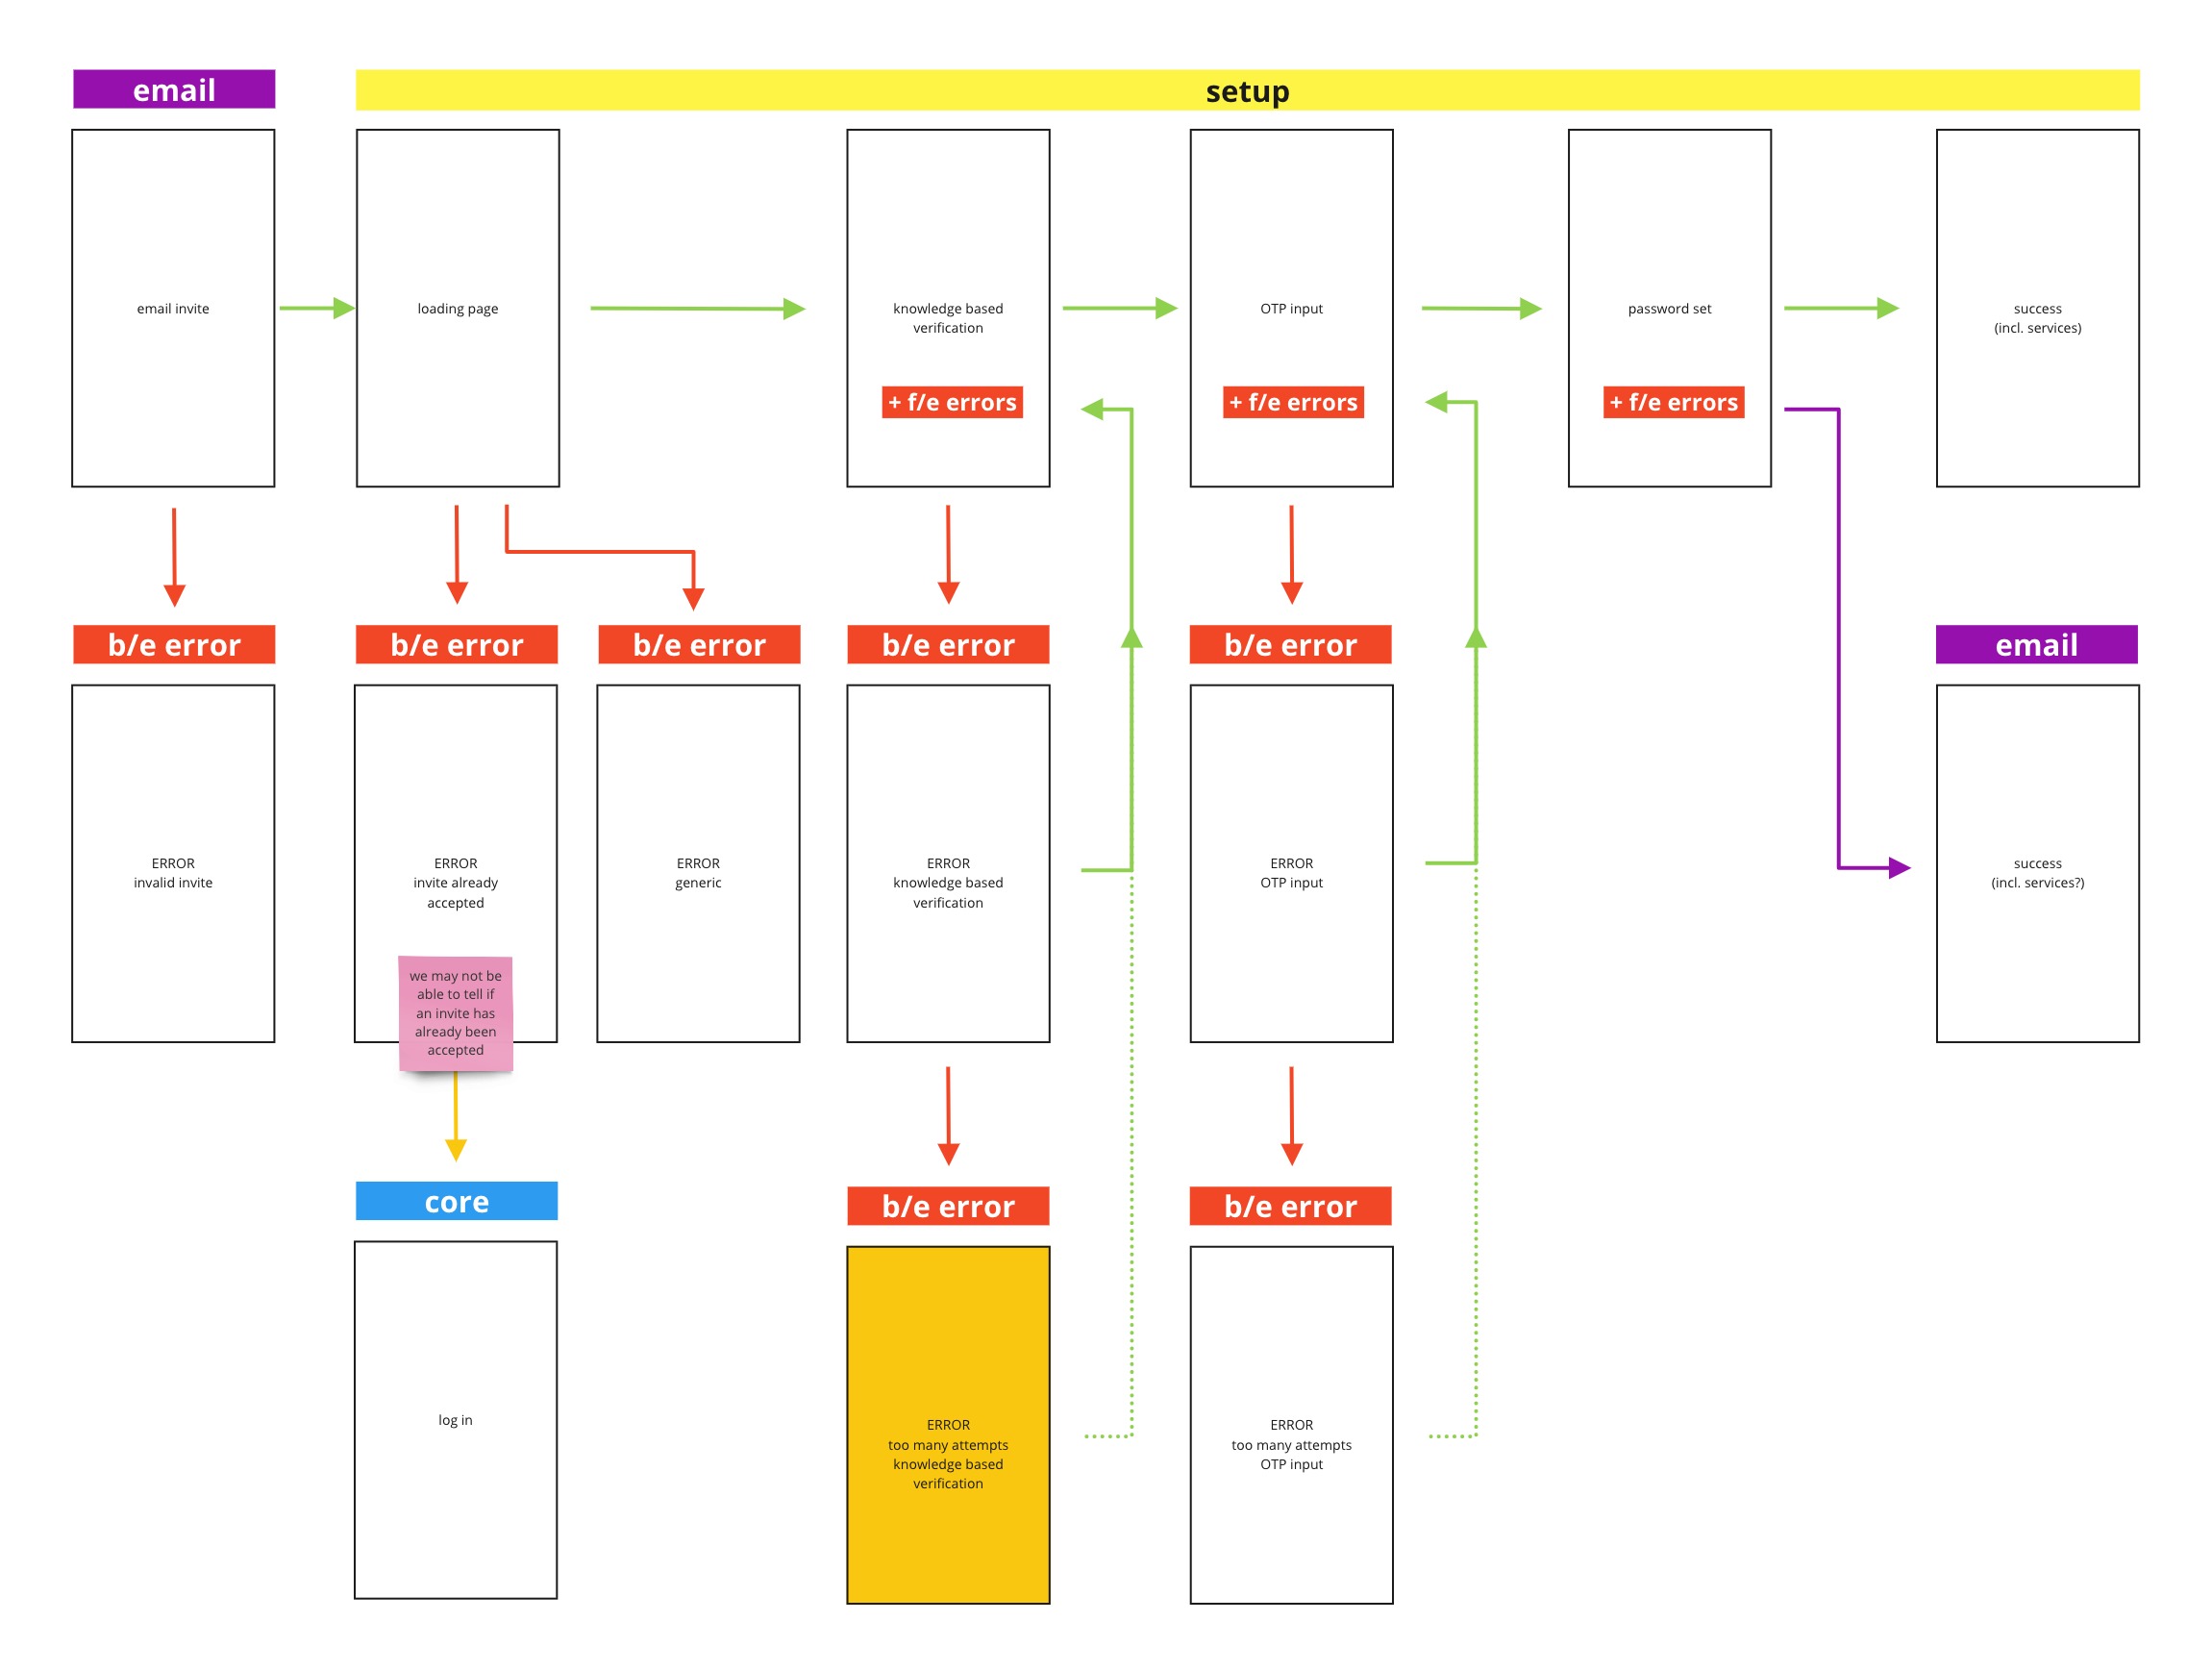 email
setup
email invite
loading page
knowledge based
verification
+ f/e errors
OTP input
+ f/e errors
password set
+ f/e errors
success
(incl. services)
b/e error
b/e error
b/e error
b/e error
b/e error
email
ERROR
invalid invite
ERROR
invite already
accepted
we may not be
able to tell if
an invite has
already been
accepted
ERROR
generic
ERROR
knowledge based
verification
ERROR
OTP input
success
(incl. services?)
core
b/e error
b/e error
log in
ERROR
too many attempts
knowledge based
verification
ERROR
too many attempts
OTP input